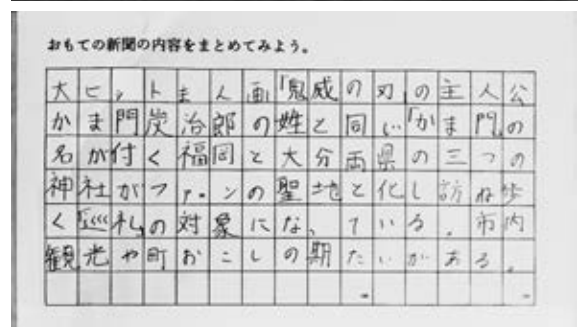 おもての新聞の内容をまとめてみよう。
大ヒットまん画「鬼威の刃」の主人公
かま門炭治郎の姓と同じ「かま門」の
名が付く福岡と大分両県の三つの
神社がファンの聖地と化し訪ね歩
く巡礼の対象になっている。市内
観光や町おこしの期たいがある。